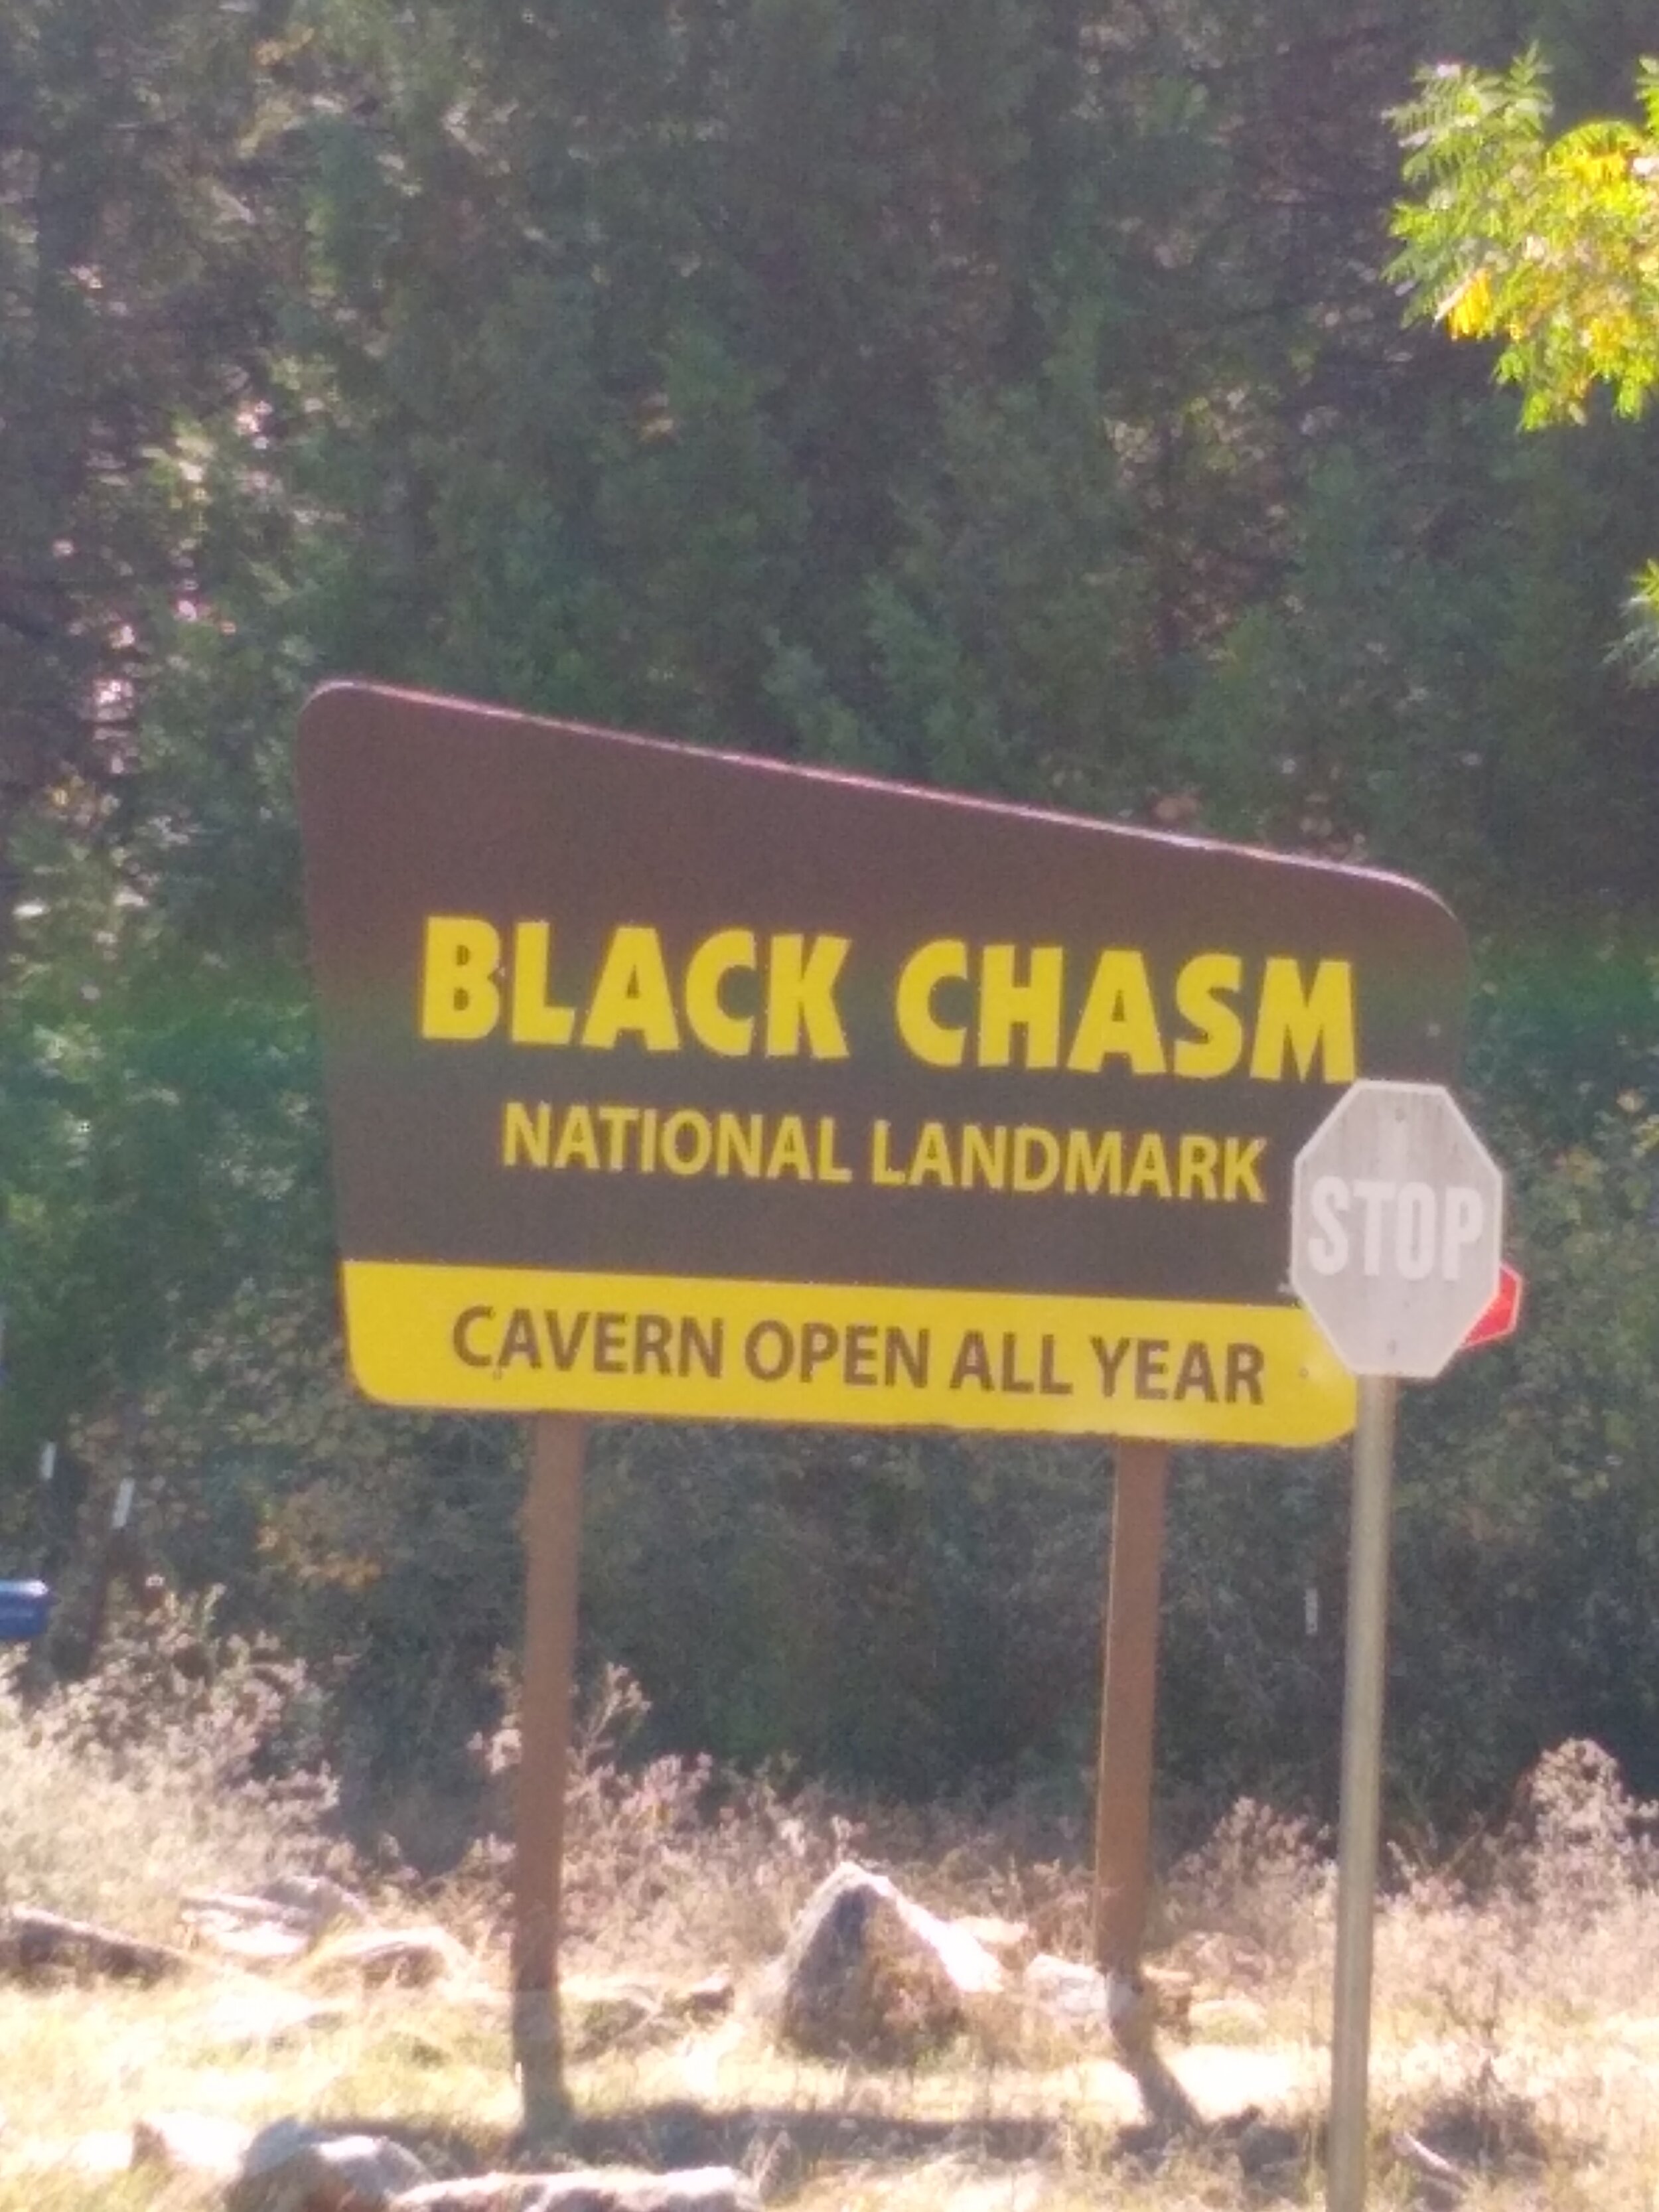 BLACK CHASM
NATIONAL LANDMARK
STOP
CAVERN OPEN ALL YEAR